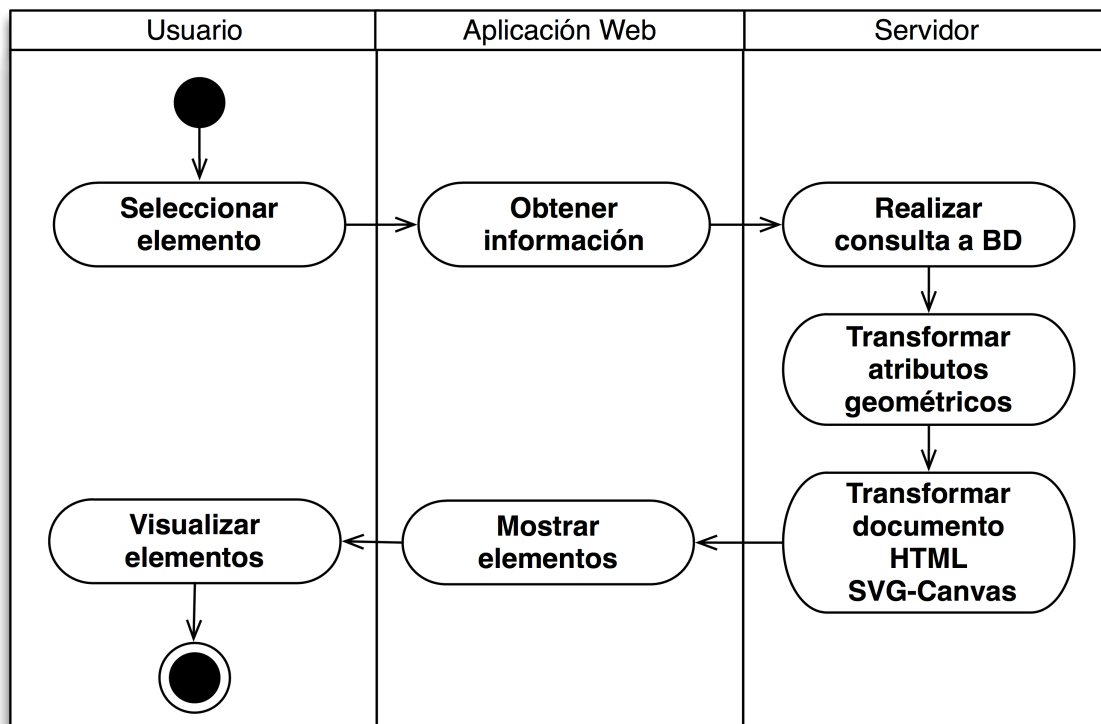 Usuario
Aplicación Web
Servidor
Seleccionar
elemento
Obtener
información
Realizar
consulta a BD
Transformar
atributos
geométricos
Transformar
documento
HTML
SVG-Canvas
Mostrar
elementos
Visualizar
elementos